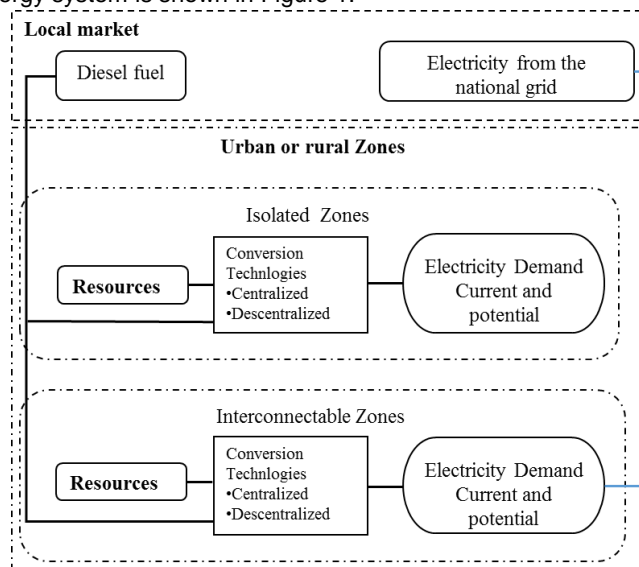 ergy system is shown in Figure 1.
Local market
Diesel fuel
Electricity from the
national grid
Urban or rural Zones
Isolated Zones
Conversion
Technlogies
•Centralized
•Descentralized
Resources
Electricity Demand
Current and
potential
Interconnectable Zones
Conversion
Technlogies
•Centralized
•Descentralized
Resources
Electricity Demand
Current and
potential